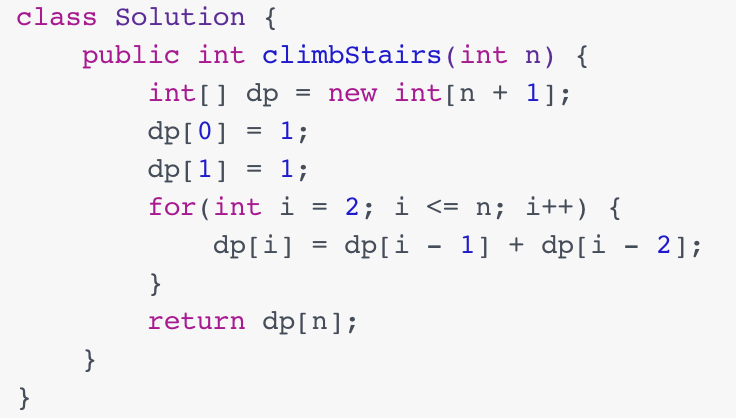 class Solution {
    public int climbStairs(int n) {
        int[] dp = new int[n + 1];
        dp[0] = 1;
        dp[1] = 1;
        for(int i = 2; i <= n; i++) {
            dp[i] = dp[i - 1] + dp[i - 2];
        }
        return dp[n];
    }
}